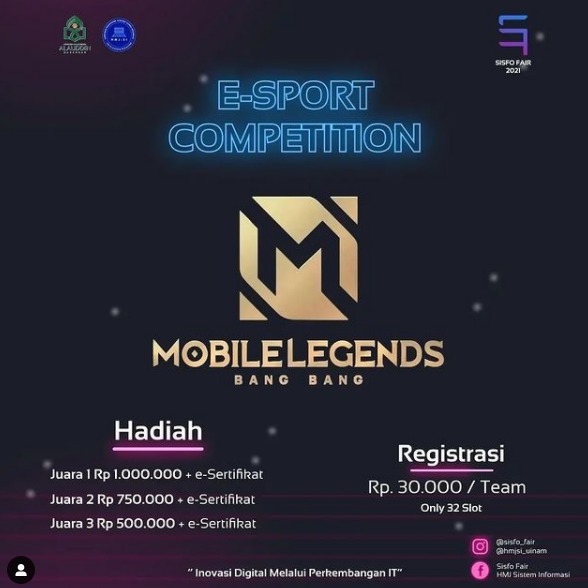 ALAUDDIN
SISFO FAIR
2021
E-SPORT
COMPETITION
MOBILE LEGENDS
BANG BANG
Hadiah
Juara 1 Rp 1.000.000 + e-Sertifikat
Juara 2 Rp 750.000 + e-Sertifikat
Juara 3 Rp 500.000 + e-Sertifikat
Registrasi
Rp. 30.000 / Team
Only 32 Slot
@sisfo_fair
@hmjsi_uinam
Sisfo Fair
HMJ Sistem Informasi
“ Inovasi Digital Melalui Perkembangan IT”